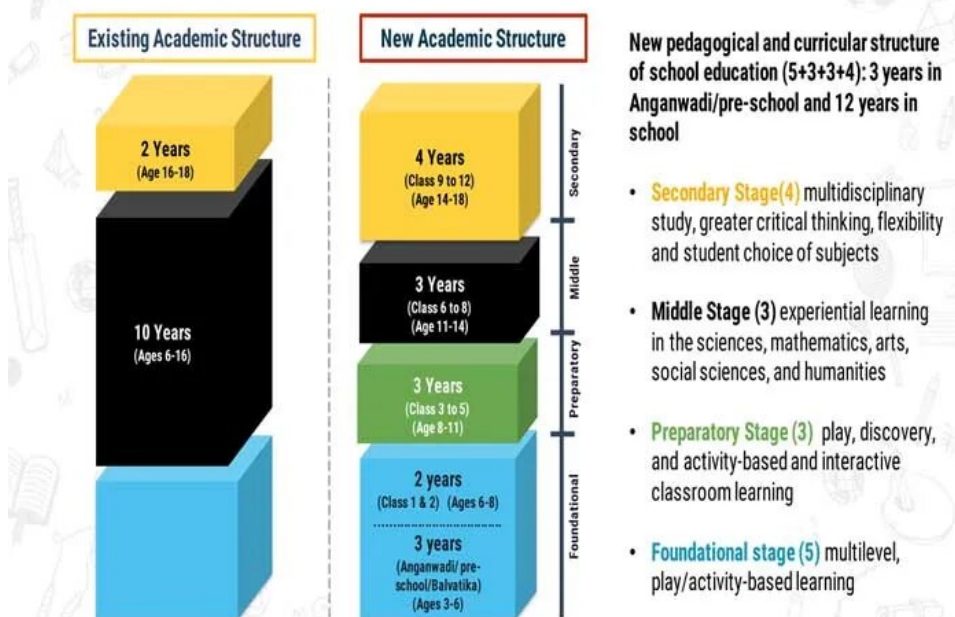 Existing Academic Structure
2 Years
(Age 16-18)
10 Years
(Ages 6-16)
New Academic Structure
4 Years
(Class 9 to 12)
(Age 14-18)
3 Years
(Class 6 to 8)
(Age 11-14)
3 Years
(Class 3 to 5)
(Age 8-11)
2 years
(Class 1 & 2) (Ages 6-8)
3 years
(Anganwadi/ pre-
school/Balvatika)
(Ages 3-6)
Secondary
Middle
Preparatory
Foundational
New pedagogical and curricular structure
of school education (5+3+3+4): 3 years in
Anganwadi/pre-school and 12 years in
school
• Secondary Stage(4) multidisciplinary
study, greater critical thinking, flexibility
and student choice of subjects
• Middle Stage (3) experiential learning
in the sciences, mathematics, arts,
social sciences, and humanities
• Preparatory Stage (3) play, discovery,
and activity-based and interactive
classroom learning
• Foundational stage (5) multilevel,
play/activity-based learning